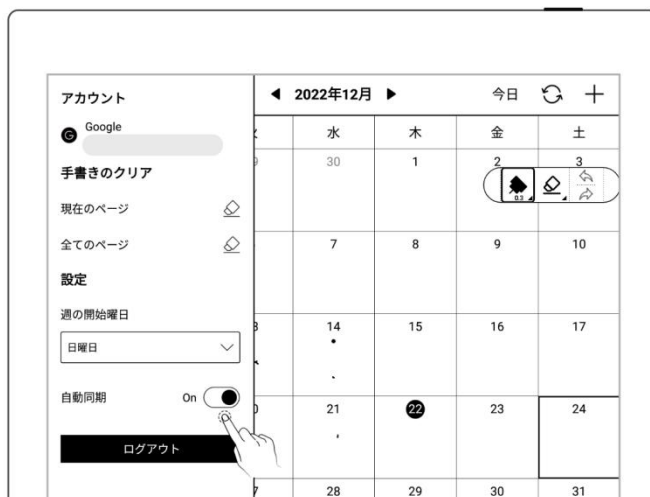 アカウント
Google
手書きのクリア
現在のページ
全てのページ
設定
週の開始曜日
日曜日
自動同期 On
ログアウト
◀ 2022年12月 ▶ 今日
水 木 金 土
30 1 2 3
0.3
7 8 9 10
14 15 16 17
21 22 23 24
28 29 30 31